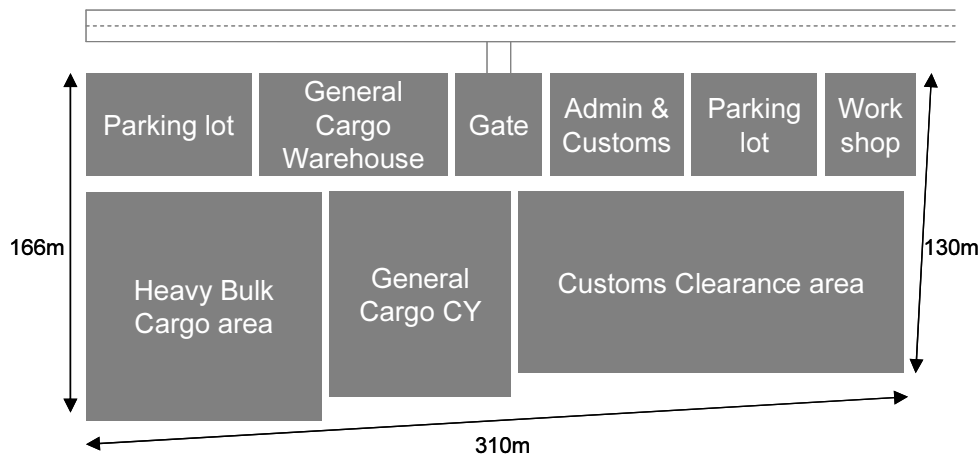 Parking lot
General
Cargo
Warehouse
Gate
Admin &
Customs
Parking
lot
Work
shop
166m
Heavy Bulk
Cargo area
General
Cargo CY
Customs Clearance area
130m
310m